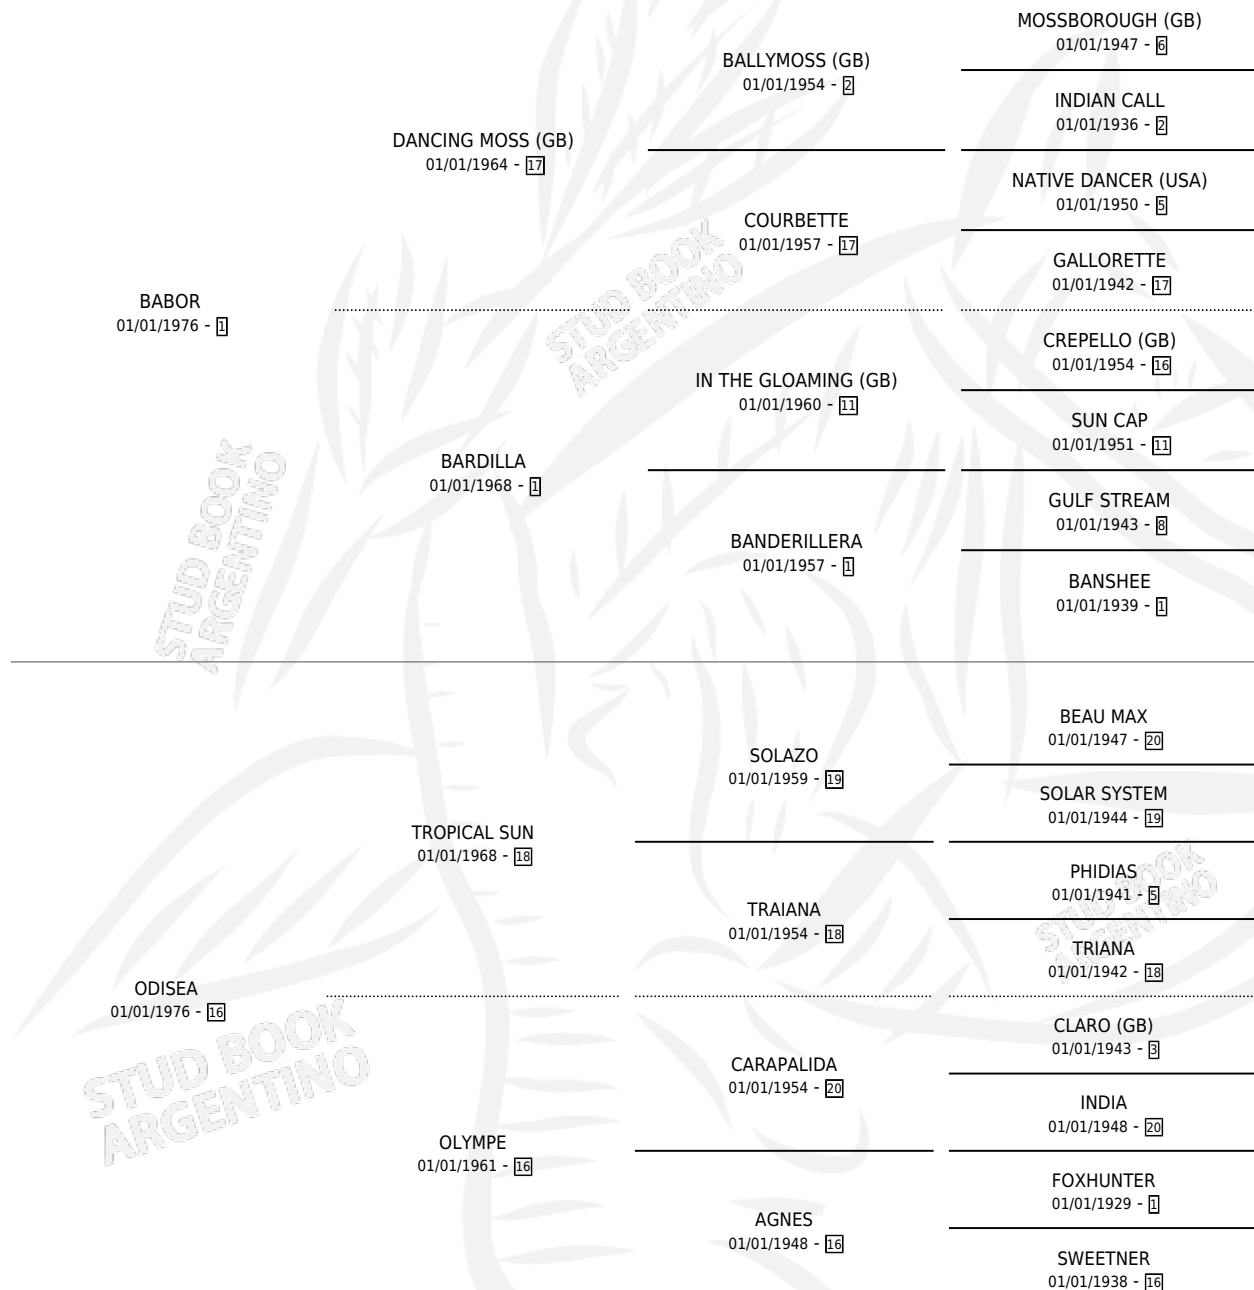 MOSSBOROUGH (GB)
01/01/1947 - 6
BALLYMOSS (GB)
01/01/1954 - 2
INDIAN CALL
01/01/1936 - 2
DANCING MOSS (GB)
01/01/1964 - 17
NATIVE DANCER (USA)
01/01/1950 - 5
COURBETTE
01/01/1957 - 17
GALLORETTE
01/01/1942 - 17
BABOR
01/01/1976 - 1
STUD BOOK
ARGENTINO
CREPELLO (GB)
01/01/1954 - 16
IN THE GLOAMING (GB)
01/01/1960 - 11
SUN CAP
01/01/1951 - 11
BARDILLA
01/01/1968 - 1
GULF STREAM
01/01/1943 - 8
BANDERILLERA
01/01/1957 - 1
BANSHEE
01/01/1939 - 1
STUD BOOK
ARGENTINO
BEAU MAX
01/01/1947 - 20
SOLAZO
01/01/1959 - 19
SOLAR SYSTEM
01/01/1944 - 19
TROPICAL SUN
01/01/1968 - 18
PHIDIAS
01/01/1941 - 5
TRAIANA
01/01/1954 - 18
TRIANA
01/01/1942 - 18
STUD BOOK
ARGENTINO
ODISEA
01/01/1976 - 16
CLARO (GB)
01/01/1943 - 3
CARAPALIDA
01/01/1954 - 20
INDIA
01/01/1948 - 20
STUD BOOK
ARGENTINO
OLYMPE
01/01/1961 - 16
FOXHUNTER
01/01/1929 - 1
AGNES
01/01/1948 - 16
SWEETNER
01/01/1938 - 16